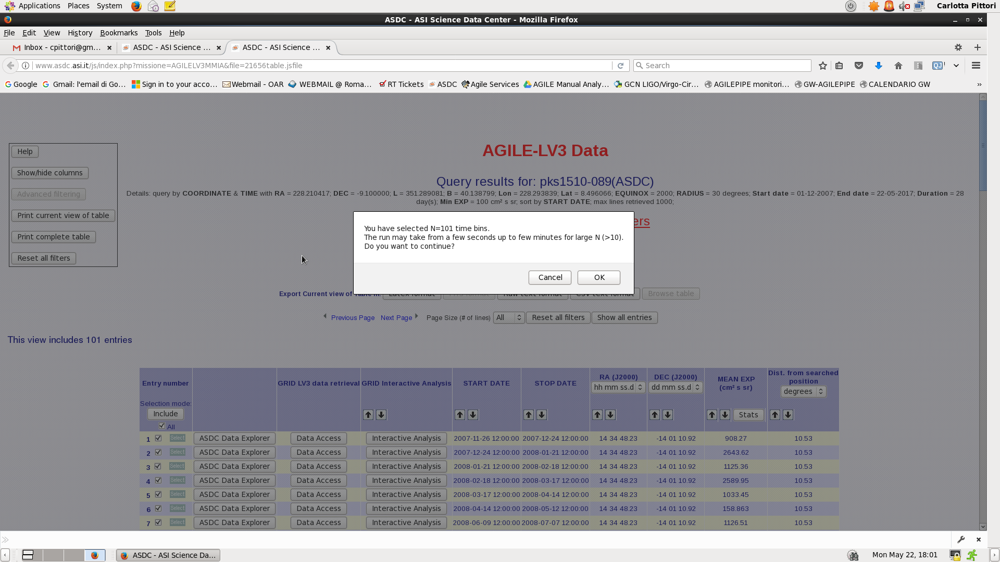 Applications Places System Carlotta Pittori
ASDC - ASI Science Data Center - Mozilla Firefox
File Edit View History Bookmarks Tools Help
Inbox - cpittori@gm... ASDC - ASI Science ... ASDC - ASI Science ...
www.asdc.asi.it/js/index.php?missione=AGILELV3MMIA&file=21656table.jsfile Search QJ!
Google Gmail: l'email di Go... Sign in to your acco... Webmail - OAR WEBMAIL @ Roma... RT Tickets ASDC Agile Services AGILE Manual Analy... GCN LIGO/Virgo-Cir... AGILEPIPE monitori... GW-AGILEPIPE CALENDARIO GW »
Help
Show/hide columns
Advanced filtering
Print current view of table
Print complete table
Reset all filters
AGILE-LV3 Data
Query results for: pks1510-089(ASDC)
Details: query by COORDINATE & TIME with RA = 228.210417; DEC = -9.100000; L = 351.289081; B = 40.138799; Lon = 228.293839; Lat = 8.496066; EQUINOX = 2000; RADIUS = 30 degrees; Start date = 01-12-2007; End date = 22-05-2017; Duration = 28
day(s); Min EXP = 100 cm² s sr; sort by START DATE; max lines retrieved 1000;
ers
You have selected N=101 time bins.
The run may take from a few seconds up to few minutes for large N (>10).
Do you want to continue?
Cancel OK
Export Current view of Table in: Latex format Raw text format CSV text format Browse table
Previous Page Next Page Page Size (# of lines) All Reset all filters Show all entries
This view includes 101 entries
Entry number GRID LV3 data retrieval GRID Interactive Analysis START DATE STOP DATE RA (J2000) hh mm ss.d DEC (J2000) dd mm ss.d MEAN EXP (cm² s sr) Dist. from searched position degrees
Selection mode:
Include Stats
All
1 Select ASDC Data Explorer Data Access Interactive Analysis 2007-11-26 12:00:00 2007-12-24 12:00:00 14 34 48.23 -14 01 10.92 908.27 10.53
2 Select ASDC Data Explorer Data Access Interactive Analysis 2007-12-24 12:00:00 2008-01-21 12:00:00 14 34 48.23 -14 01 10.92 2643.62 10.53
3 Select ASDC Data Explorer Data Access Interactive Analysis 2008-01-21 12:00:00 2008-02-18 12:00:00 14 34 48.23 -14 01 10.92 1125.36 10.53
4 Select ASDC Data Explorer Data Access Interactive Analysis 2008-02-18 12:00:00 2008-03-17 12:00:00 14 34 48.23 -14 01 10.92 2589.95 10.53
5 Select ASDC Data Explorer Data Access Interactive Analysis 2008-03-17 12:00:00 2008-04-14 12:00:00 14 34 48.23 -14 01 10.92 1033.45 10.53
6 Select ASDC Data Explorer Data Access Interactive Analysis 2008-04-14 12:00:00 2008-05-12 12:00:00 14 34 48.23 -14 01 10.92 158.863 10.53
7 Select ASDC Data Explorer Data Access Interactive Analysis 2008-06-09 12:00:00 2008-07-07 12:00:00 14 34 48.23 -14 01 10.92 1126.51 10.53
ASDC - ASI Science Da... Mon May 22, 18:01